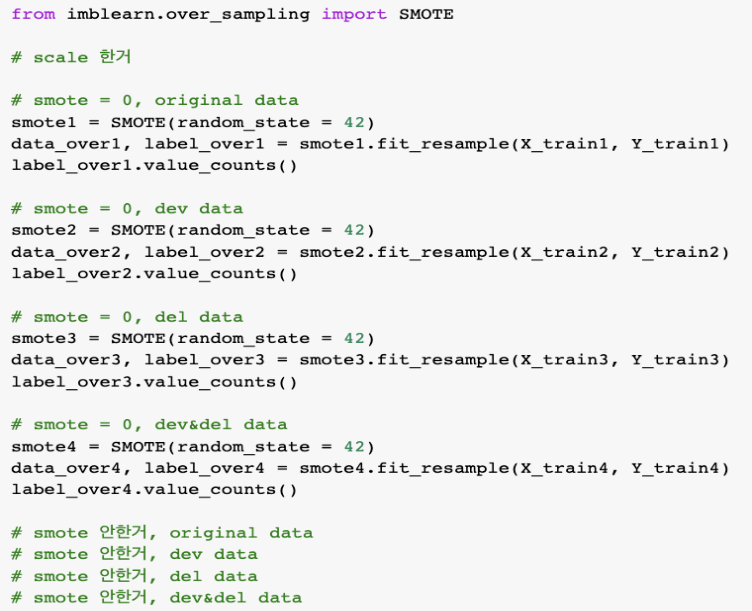 from imblearn.over_sampling import SMOTE
# scale 한거
# smote = 0, original data
smote1 = SMOTE(random_state = 42)
data_over1, label_over1 = smote1.fit_resample(X_train1, Y_train1)
label_over1.value_counts()
# smote = 0, dev data
smote2 = SMOTE(random_state = 42)
data_over2, label_over2 = smote2.fit_resample(X_train2, Y_train2)
label_over2.value_counts()
# smote = 0, del data
smote3 = SMOTE(random_state = 42)
data_over3, label_over3 = smote3.fit_resample(X_train3, Y_train3)
label_over3.value_counts()
# smote = 0, dev&del data
smote4 = SMOTE(random_state = 42)
data_over4, label_over4 = smote4.fit_resample(X_train4, Y_train4)
label_over4.value_counts()
# smote 안한거, original data
# smote 안한거, dev data
# smote 안한거, del data
# smote 안한거, dev&del data